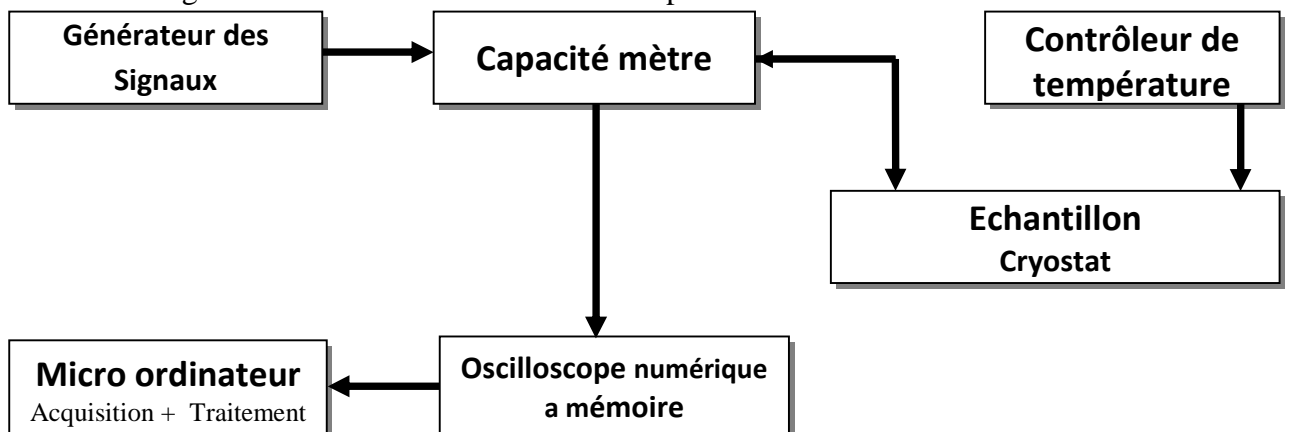 Générateur des
Signaux
Capacité mètre
Contrôleur de
température
Echantillon
Cryostat
Micro ordinateur
Acquisition + Traitement
Oscilloscope numérique
a mémoire